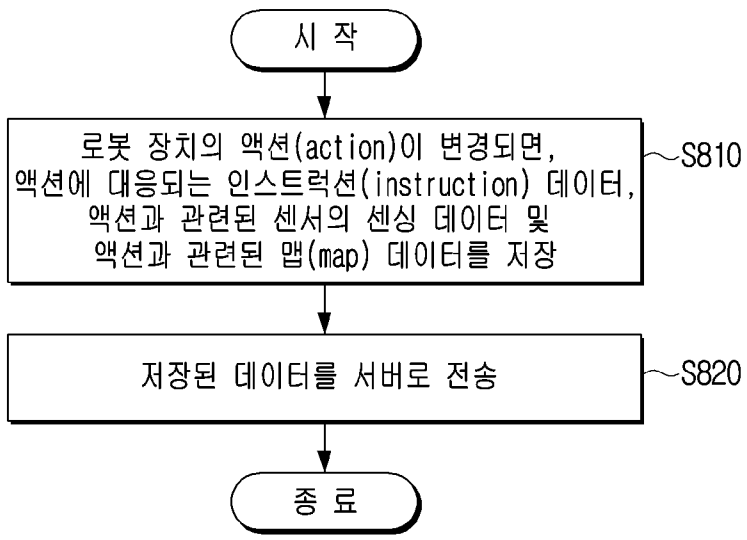 시 작
로봇 장치의 액션(action)이 변경되면,
액션에 대응되는 인스트럭션(instruction) 데이터,
액션과 관련된 센서의 센싱 데이터 및
액션과 관련된 맵(map) 데이터를 저장
S810
저장된 데이터를 서버로 전송
S820
종 료